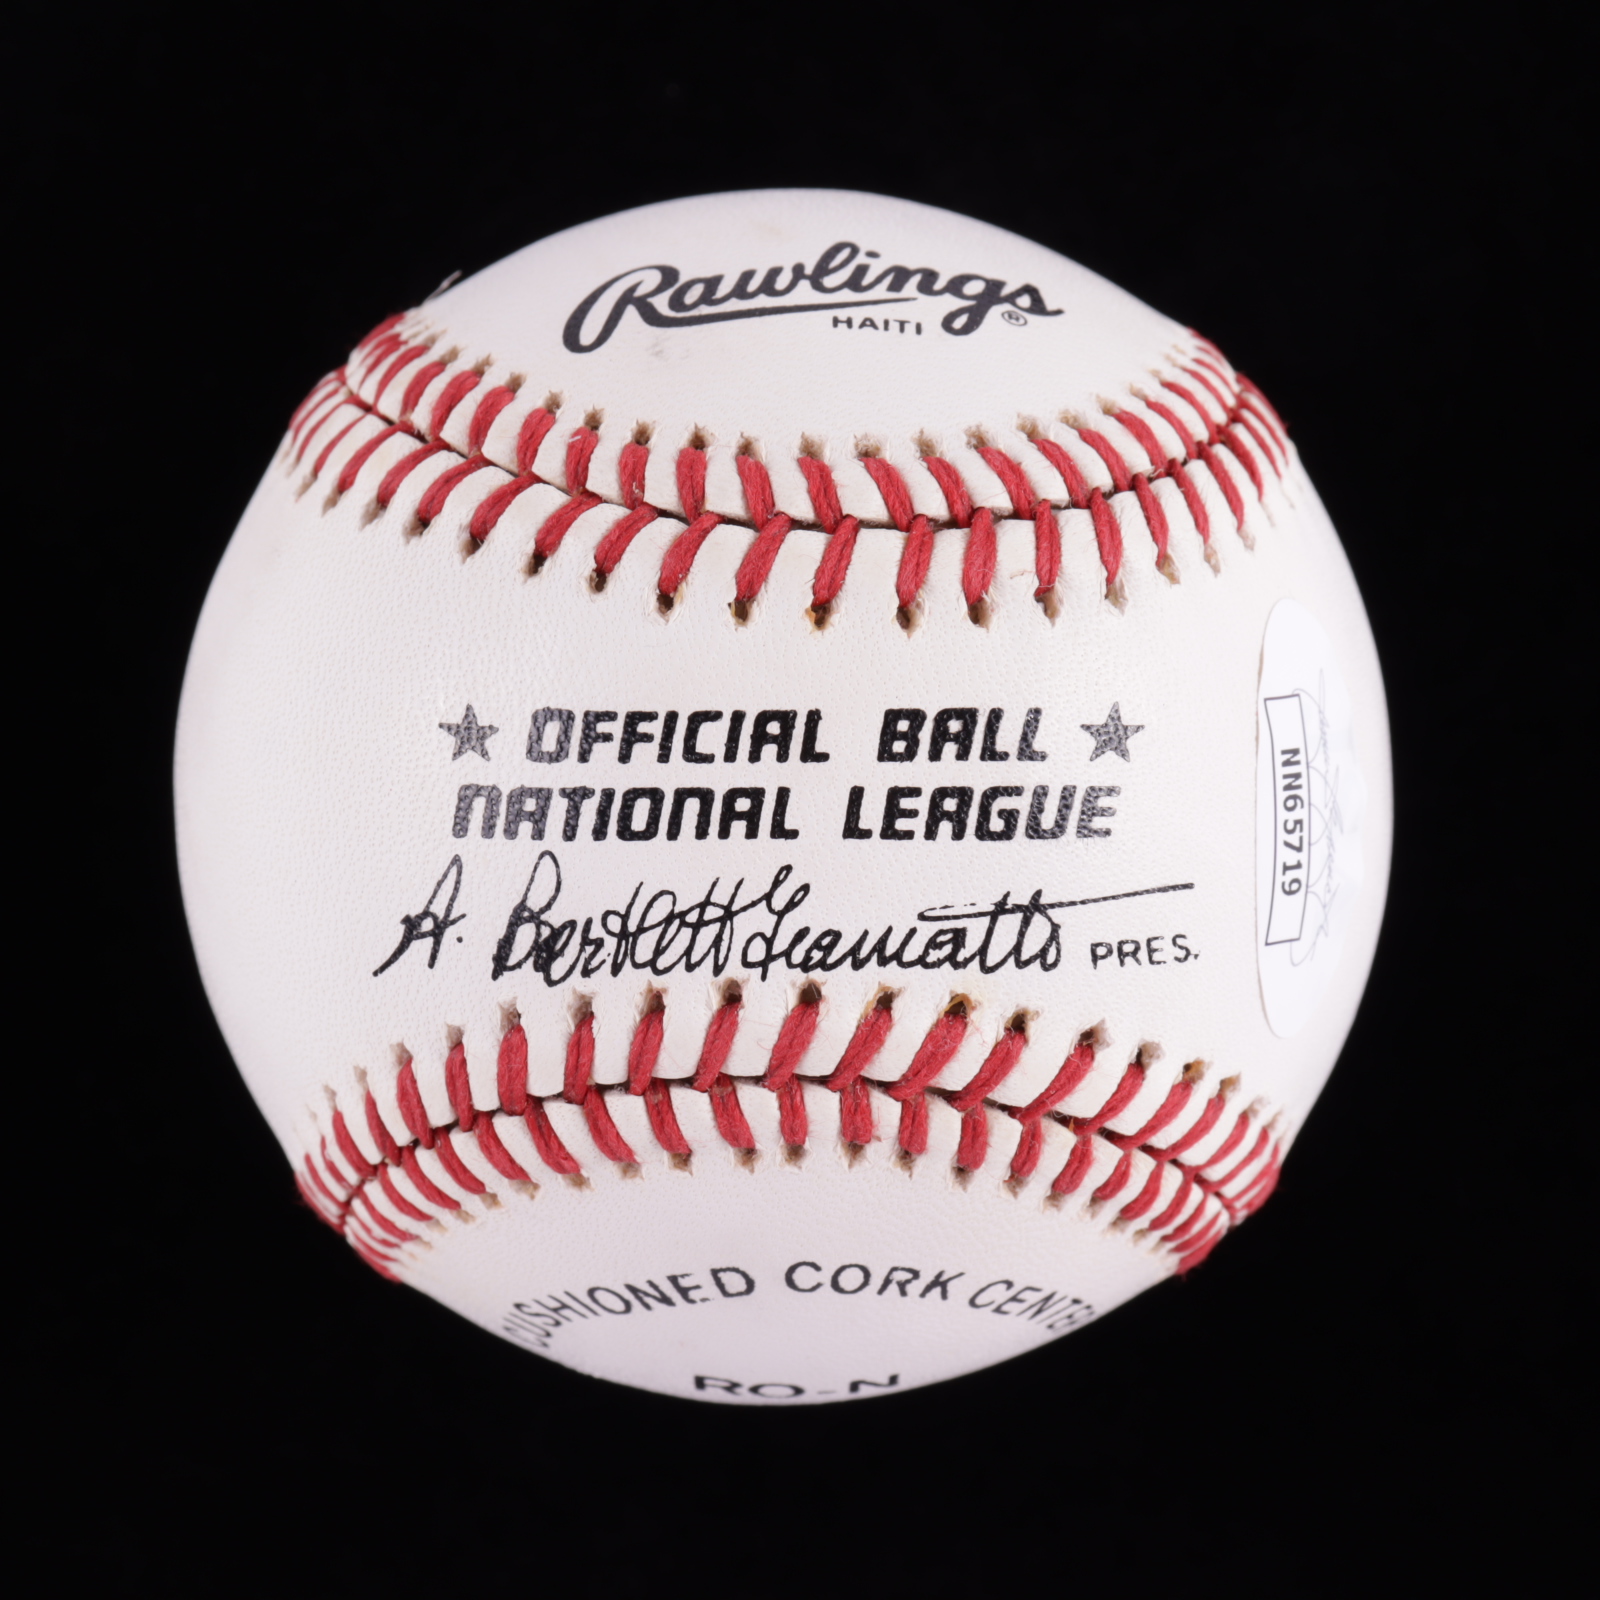 Rawlings®
HAITI
★ OFFICIAL BALL ★
NATIONAL LEAGUE
A. Bartlett Giamatti PRES.
CUSHIONED CORK CENTER
RO-N
NN65719